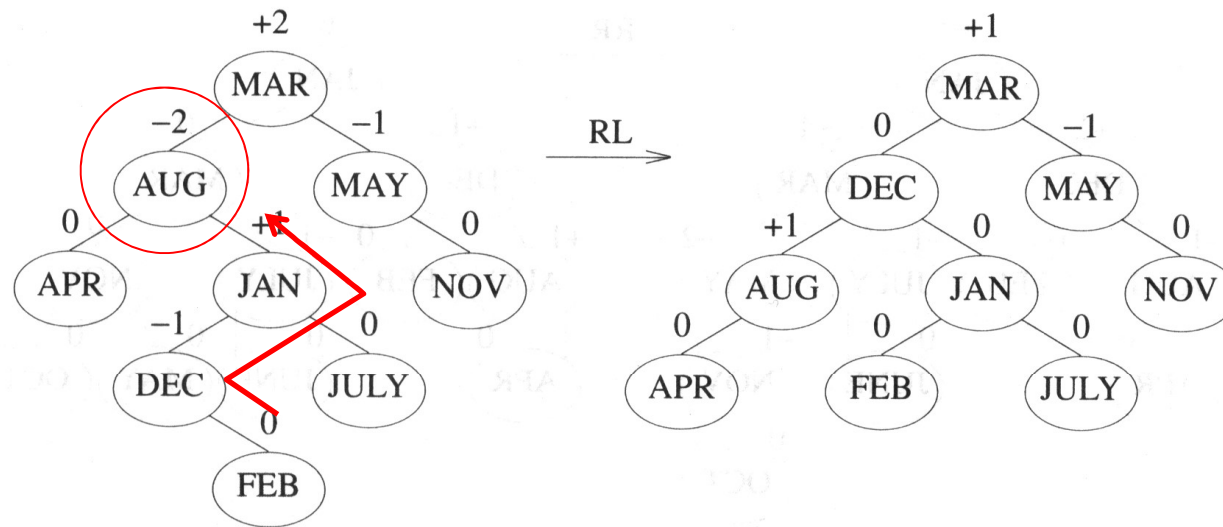 +2 +1
MAR MAR
−2 −1 RL 0 −1
AUG MAY DEC MAY
0 +1 0 +1 0 0
APR JAN NOV AUG JAN NOV
−1 0 0 0 0
DEC JULY APR FEB JULY
0
FEB